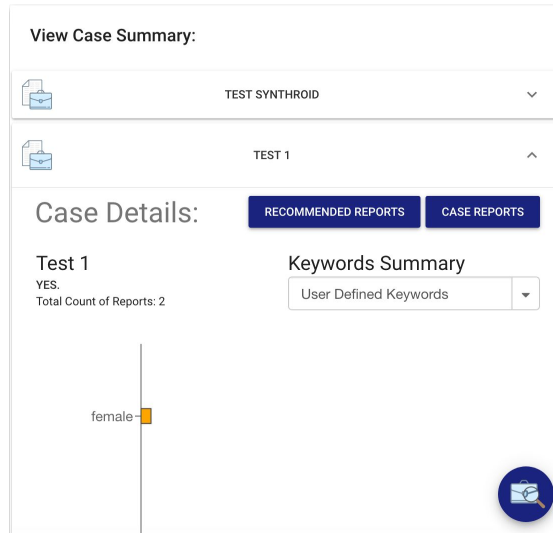 View Case Summary:
TEST SYNTHROID
TEST 1
Case Details:
RECOMMENDED REPORTS
CASE REPORTS
Test 1
YES.
Total Count of Reports: 2
Keywords Summary
User Defined Keywords
female